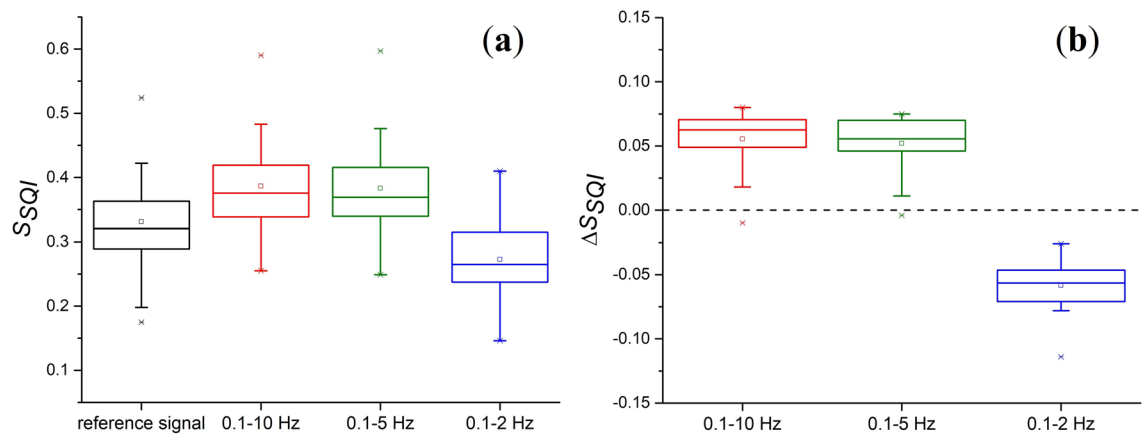 (a)
S_SQI
0.6
0.5
0.4
0.3
0.2
0.1
reference signal 0.1-10 Hz 0.1-5 Hz 0.1-2 Hz
(b)
ΔS_SQI
0.15
0.10
0.05
0.00
-0.05
-0.10
-0.15
0.1-10 Hz 0.1-5 Hz 0.1-2 Hz